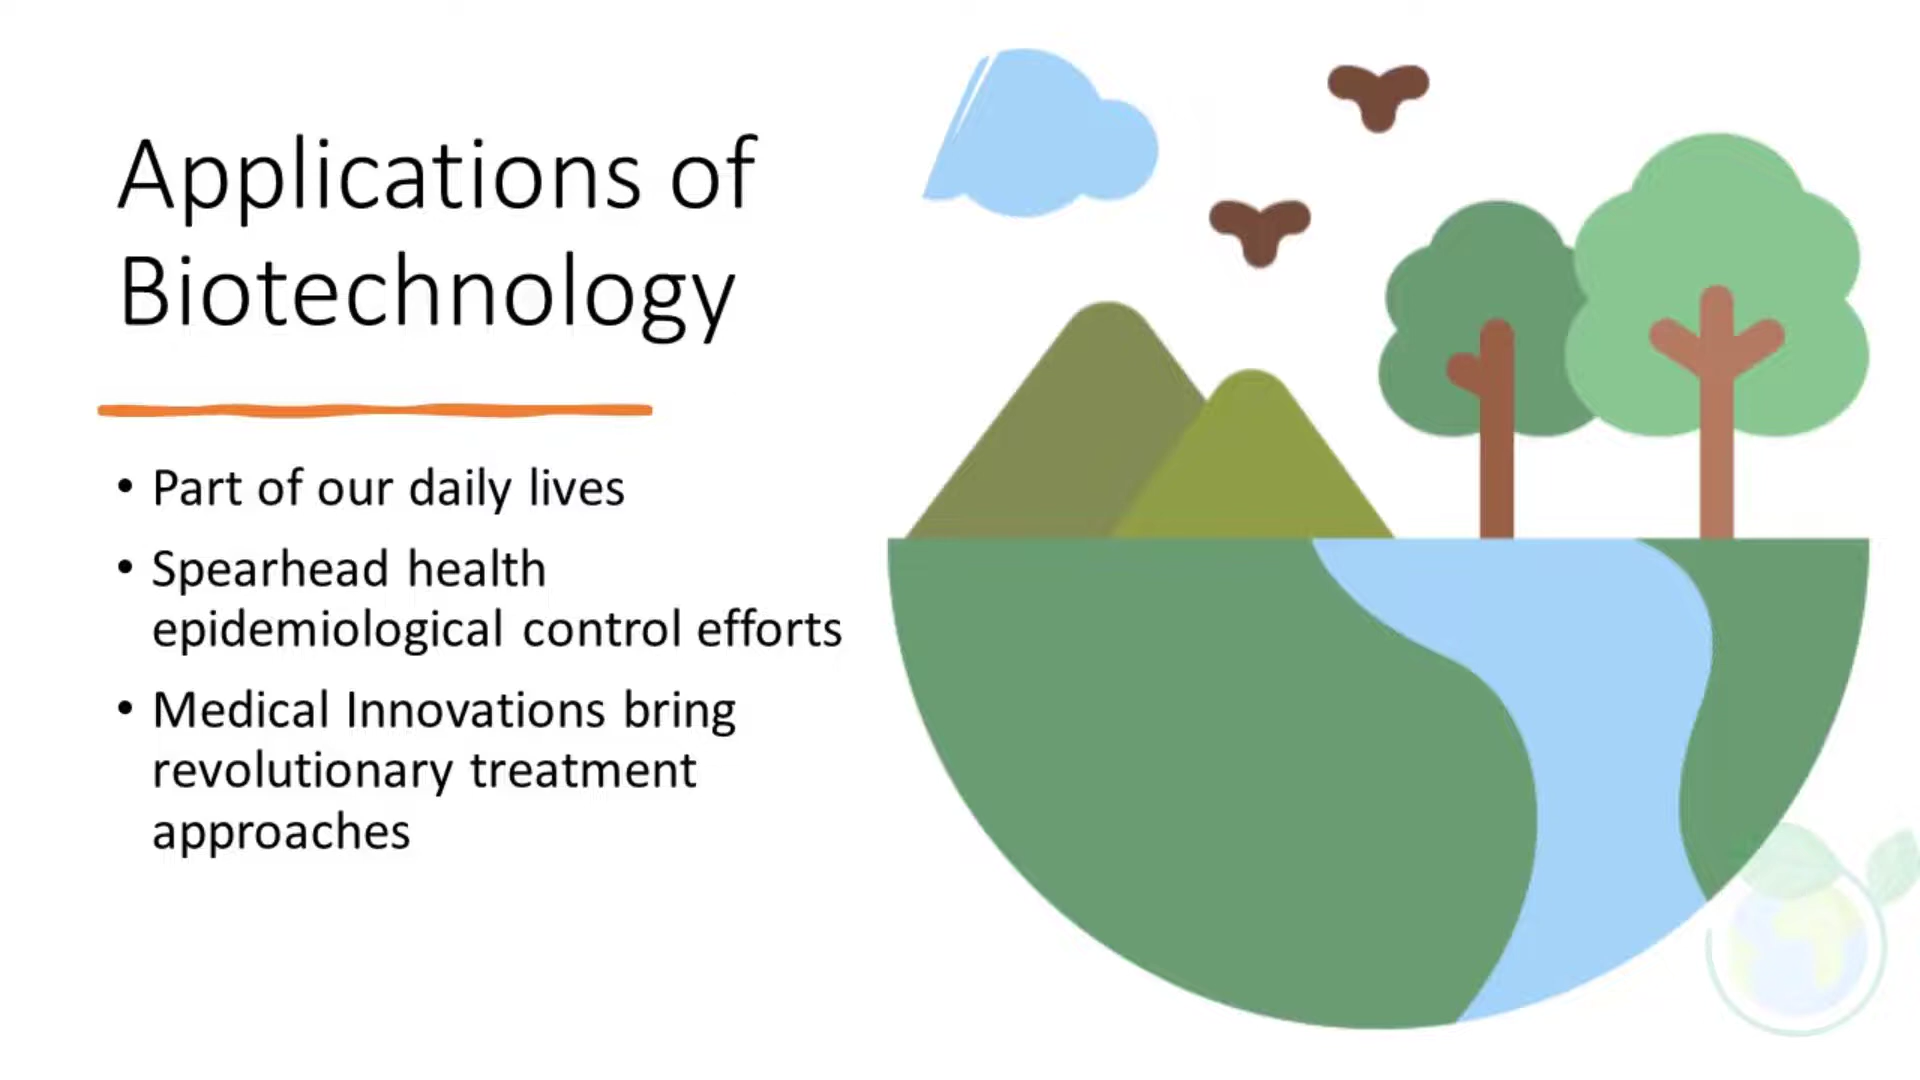 Applications of
Biotechnology
• Part of our daily lives
• Spearhead health
epidemiological control efforts
• Medical Innovations bring
revolutionary treatment
approaches